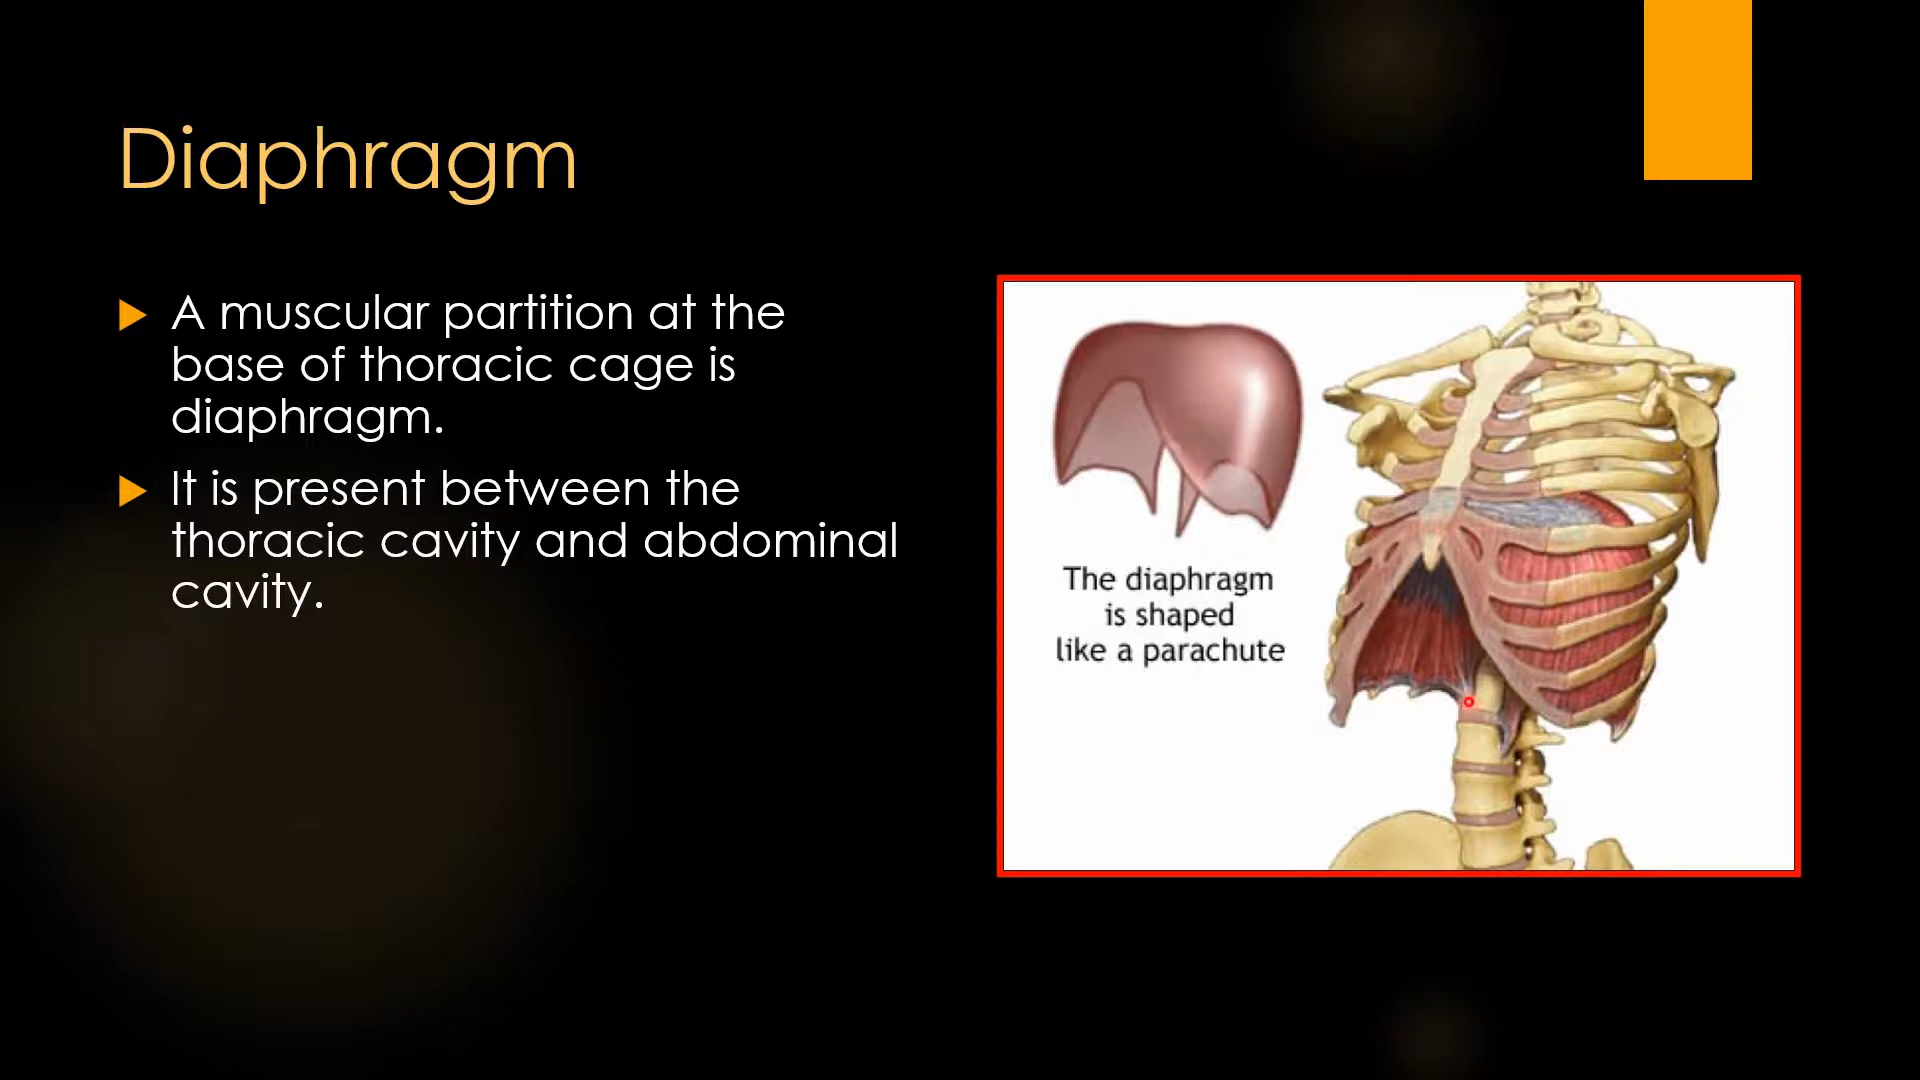 Diaphragm
A muscular partition at the
base of thoracic cage is
diaphragm.
It is present between the
thoracic cavity and abdominal
cavity.
The diaphragm
is shaped
like a parachute